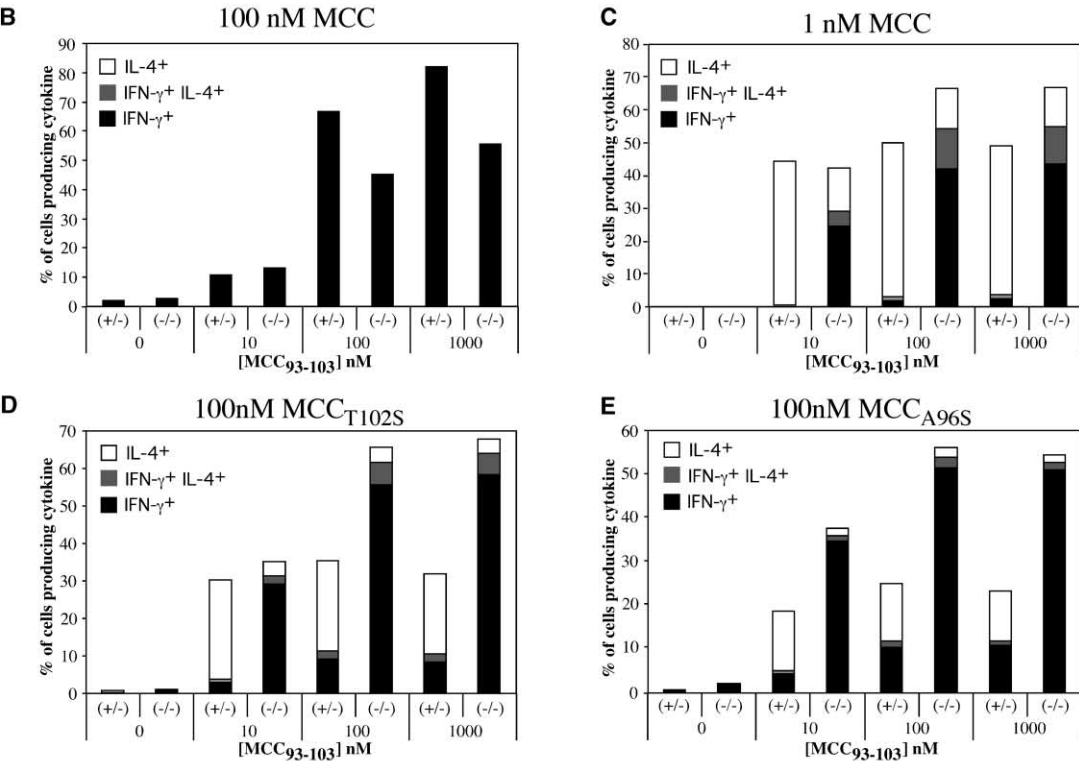 B
100 nM MCC
% of cells producing cytokine
90
80
70
60
50
40
30
20
10
0
IL-4+
IFN-γ+ IL-4+
IFN-γ+
(+/-) (-/-) (+/-) (-/-) (+/-) (-/-) (+/-) (-/-)
0 10 100 1000
[MCC93-103] nM
C
1 nM MCC
% of cells producing cytokine
80
70
60
50
40
30
20
10
0
IL-4+
IFN-γ+ IL-4+
IFN-γ+
(+/-) (-/-) (+/-) (-/-) (+/-) (-/-) (+/-) (-/-)
0 10 100 1000
[MCC93-103] nM
D
100nM MCCT102S
% of cells producing cytokine
70
60
50
40
30
20
10
0
IL-4+
IFN-γ+ IL-4+
IFN-γ+
(+/-) (-/-) (+/-) (-/-) (+/-) (-/-) (+/-) (-/-)
0 10 100 1000
[MCC93-103] nM
E
100nM MCCA96S
% of cells producing cytokine
60
50
40
30
20
10
0
IL-4+
IFN-γ+ IL-4+
IFN-γ+
(+/-) (-/-) (+/-) (-/-) (+/-) (-/-) (+/-) (-/-)
0 10 100 1000
[MCC93-103] nM